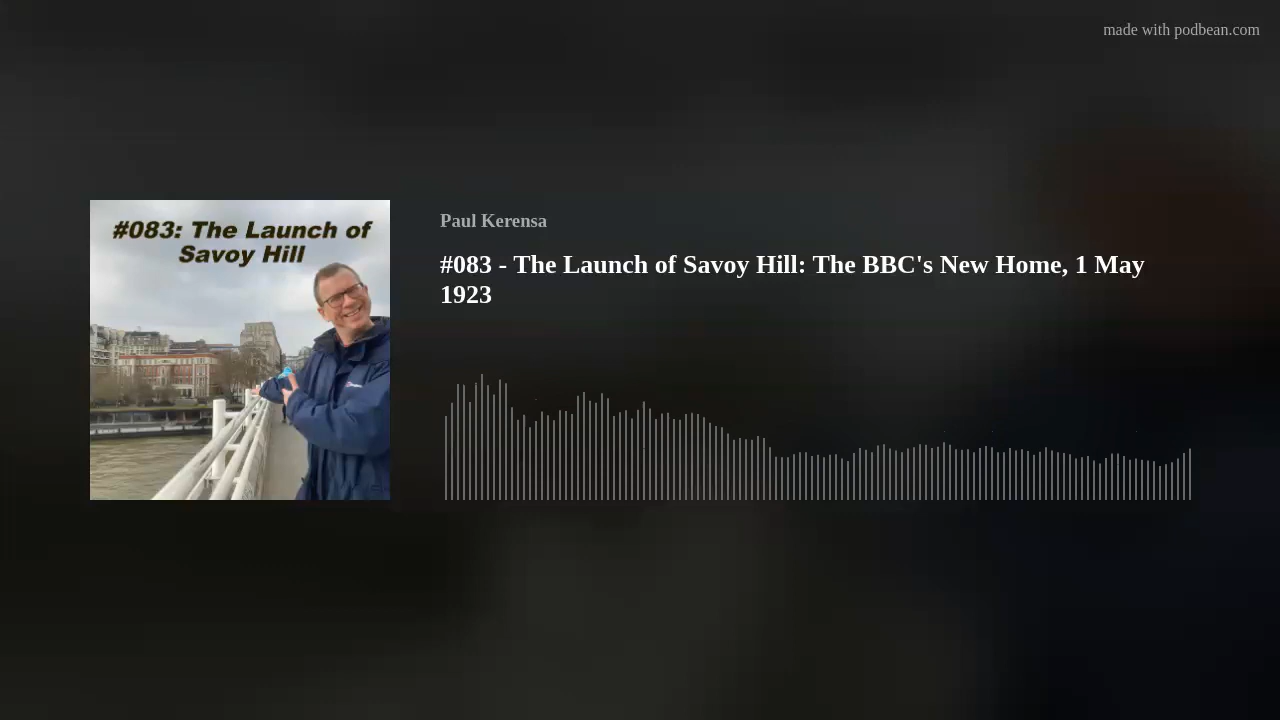 made with podbean.com
#083: The Launch of
Savoy Hill
Paul Kerensa
#083 - The Launch of Savoy Hill: The BBC's New Home, 1 May
1923